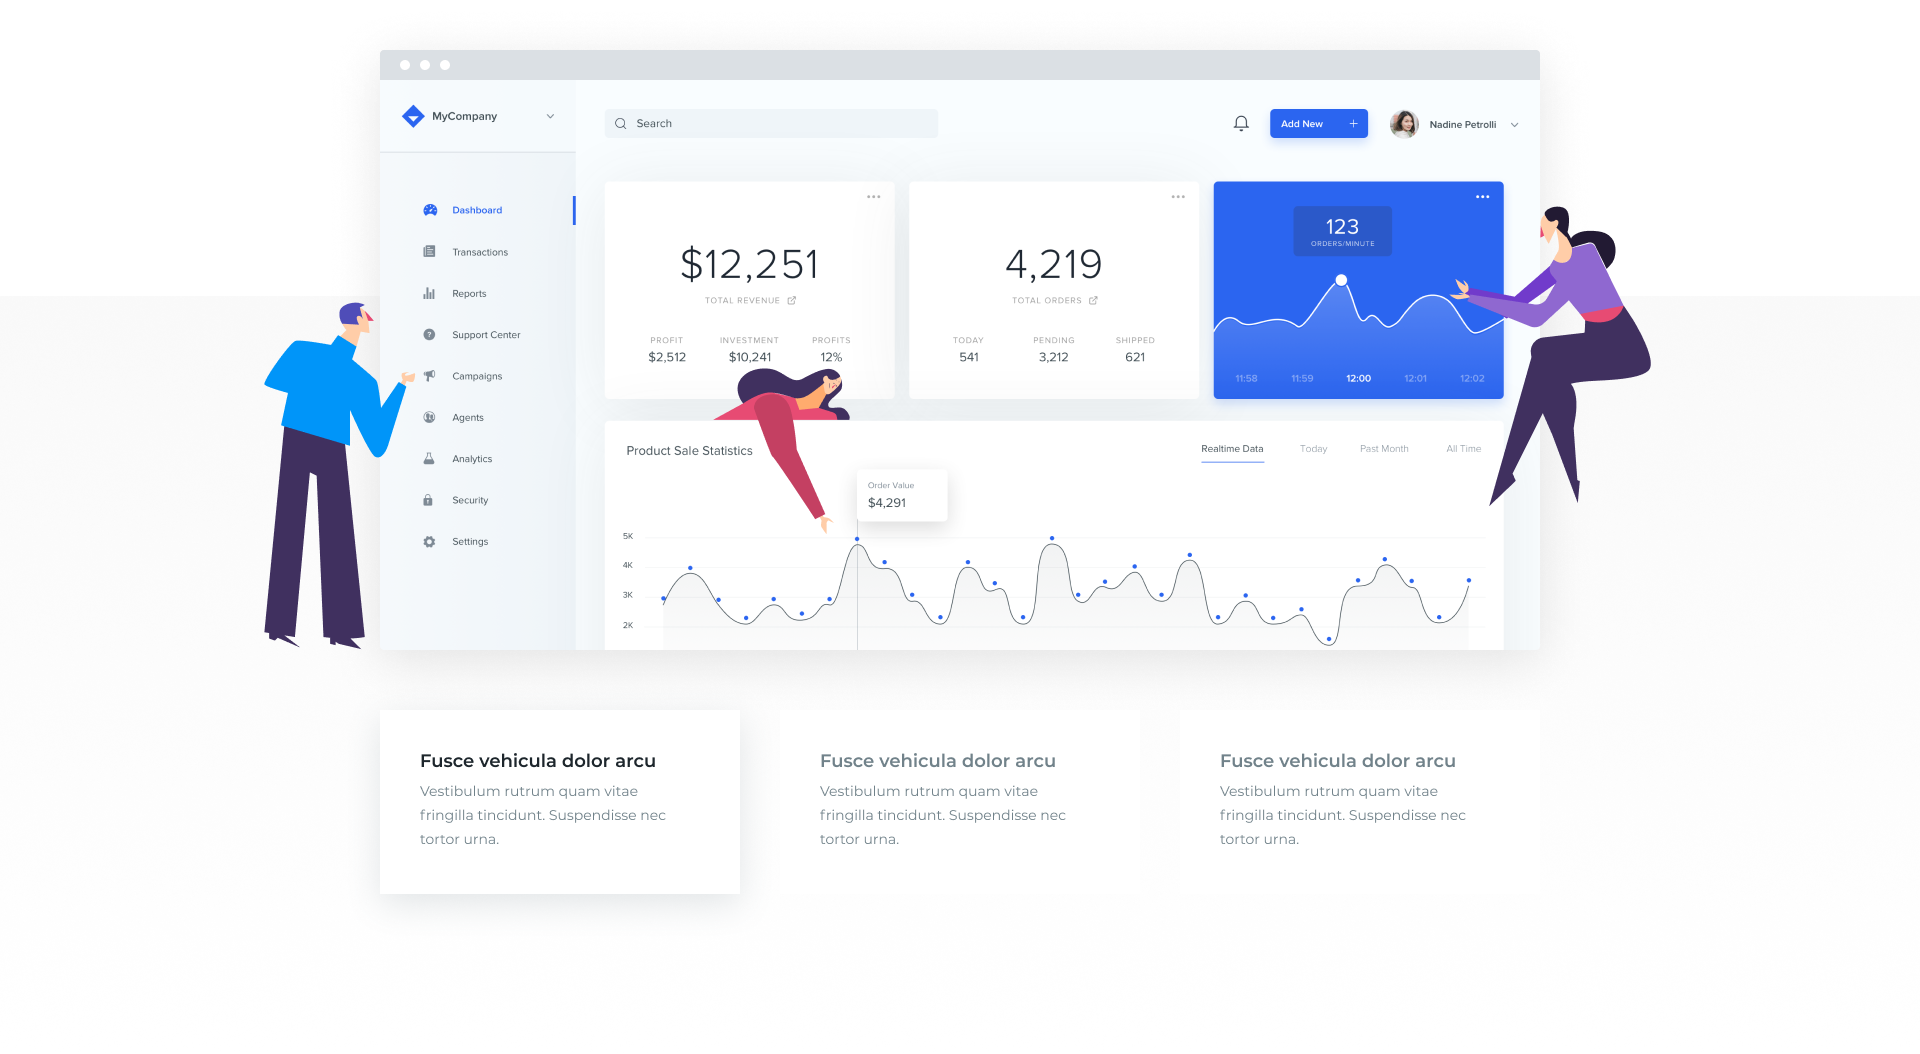 MyCompany
Search
Add New
Nadine Petrolli
Dashboard
Transactions
Reports
Support Center
Campaigns
Agents
Analytics
Security
Settings
$12,251
TOTAL REVENUE
PROFIT INVESTMENT PROFITS
$2,512 $10,241 12%
4,219
TOTAL ORDERS
TODAY PENDING SHIPPED
541 3,212 621
123
ORDERS/MINUTE
11:58 11:59 12:00 12:01 12:02
Product Sale Statistics
Realtime Data Today Past Month All Time
Order Value
$4,291
5K
4K
3K
2K
Fusce vehicula dolor arcu
Vestibulum rutrum quam vitae
fringilla tincidunt. Suspendisse nec
tortor urna.
Fusce vehicula dolor arcu
Vestibulum rutrum quam vitae
fringilla tincidunt. Suspendisse nec
tortor urna.
Fusce vehicula dolor arcu
Vestibulum rutrum quam vitae
fringilla tincidunt. Suspendisse nec
tortor urna.